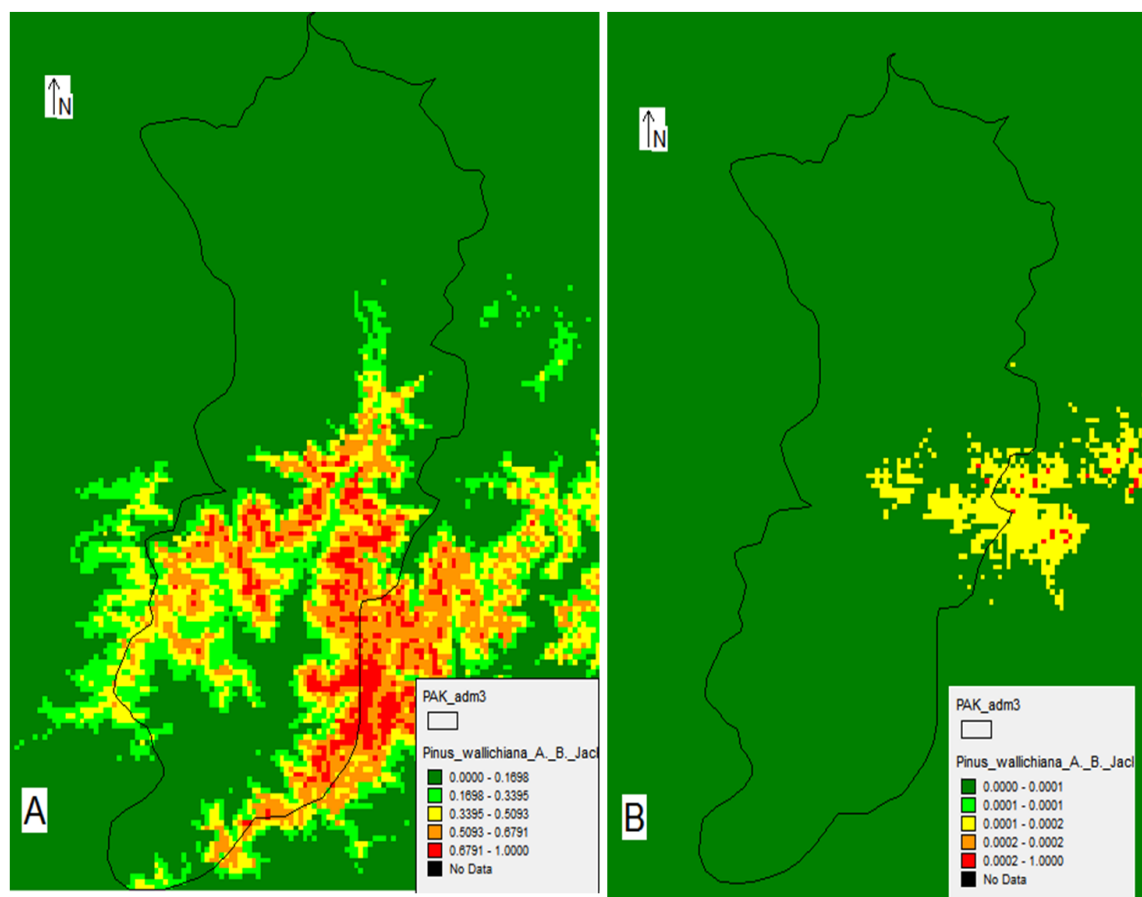 N
A
PAK_adm3
Pinus_wallichiana_A._B._Jacl
0.0000 - 0.1698
0.1698 - 0.3395
0.3395 - 0.5093
0.5093 - 0.6791
0.6791 - 1.0000
No Data
N
B
PAK_adm3
Pinus_wallichiana_A._B._Jacl
0.0000 - 0.0001
0.0001 - 0.0001
0.0001 - 0.0002
0.0002 - 0.0002
0.0002 - 1.0000
No Data